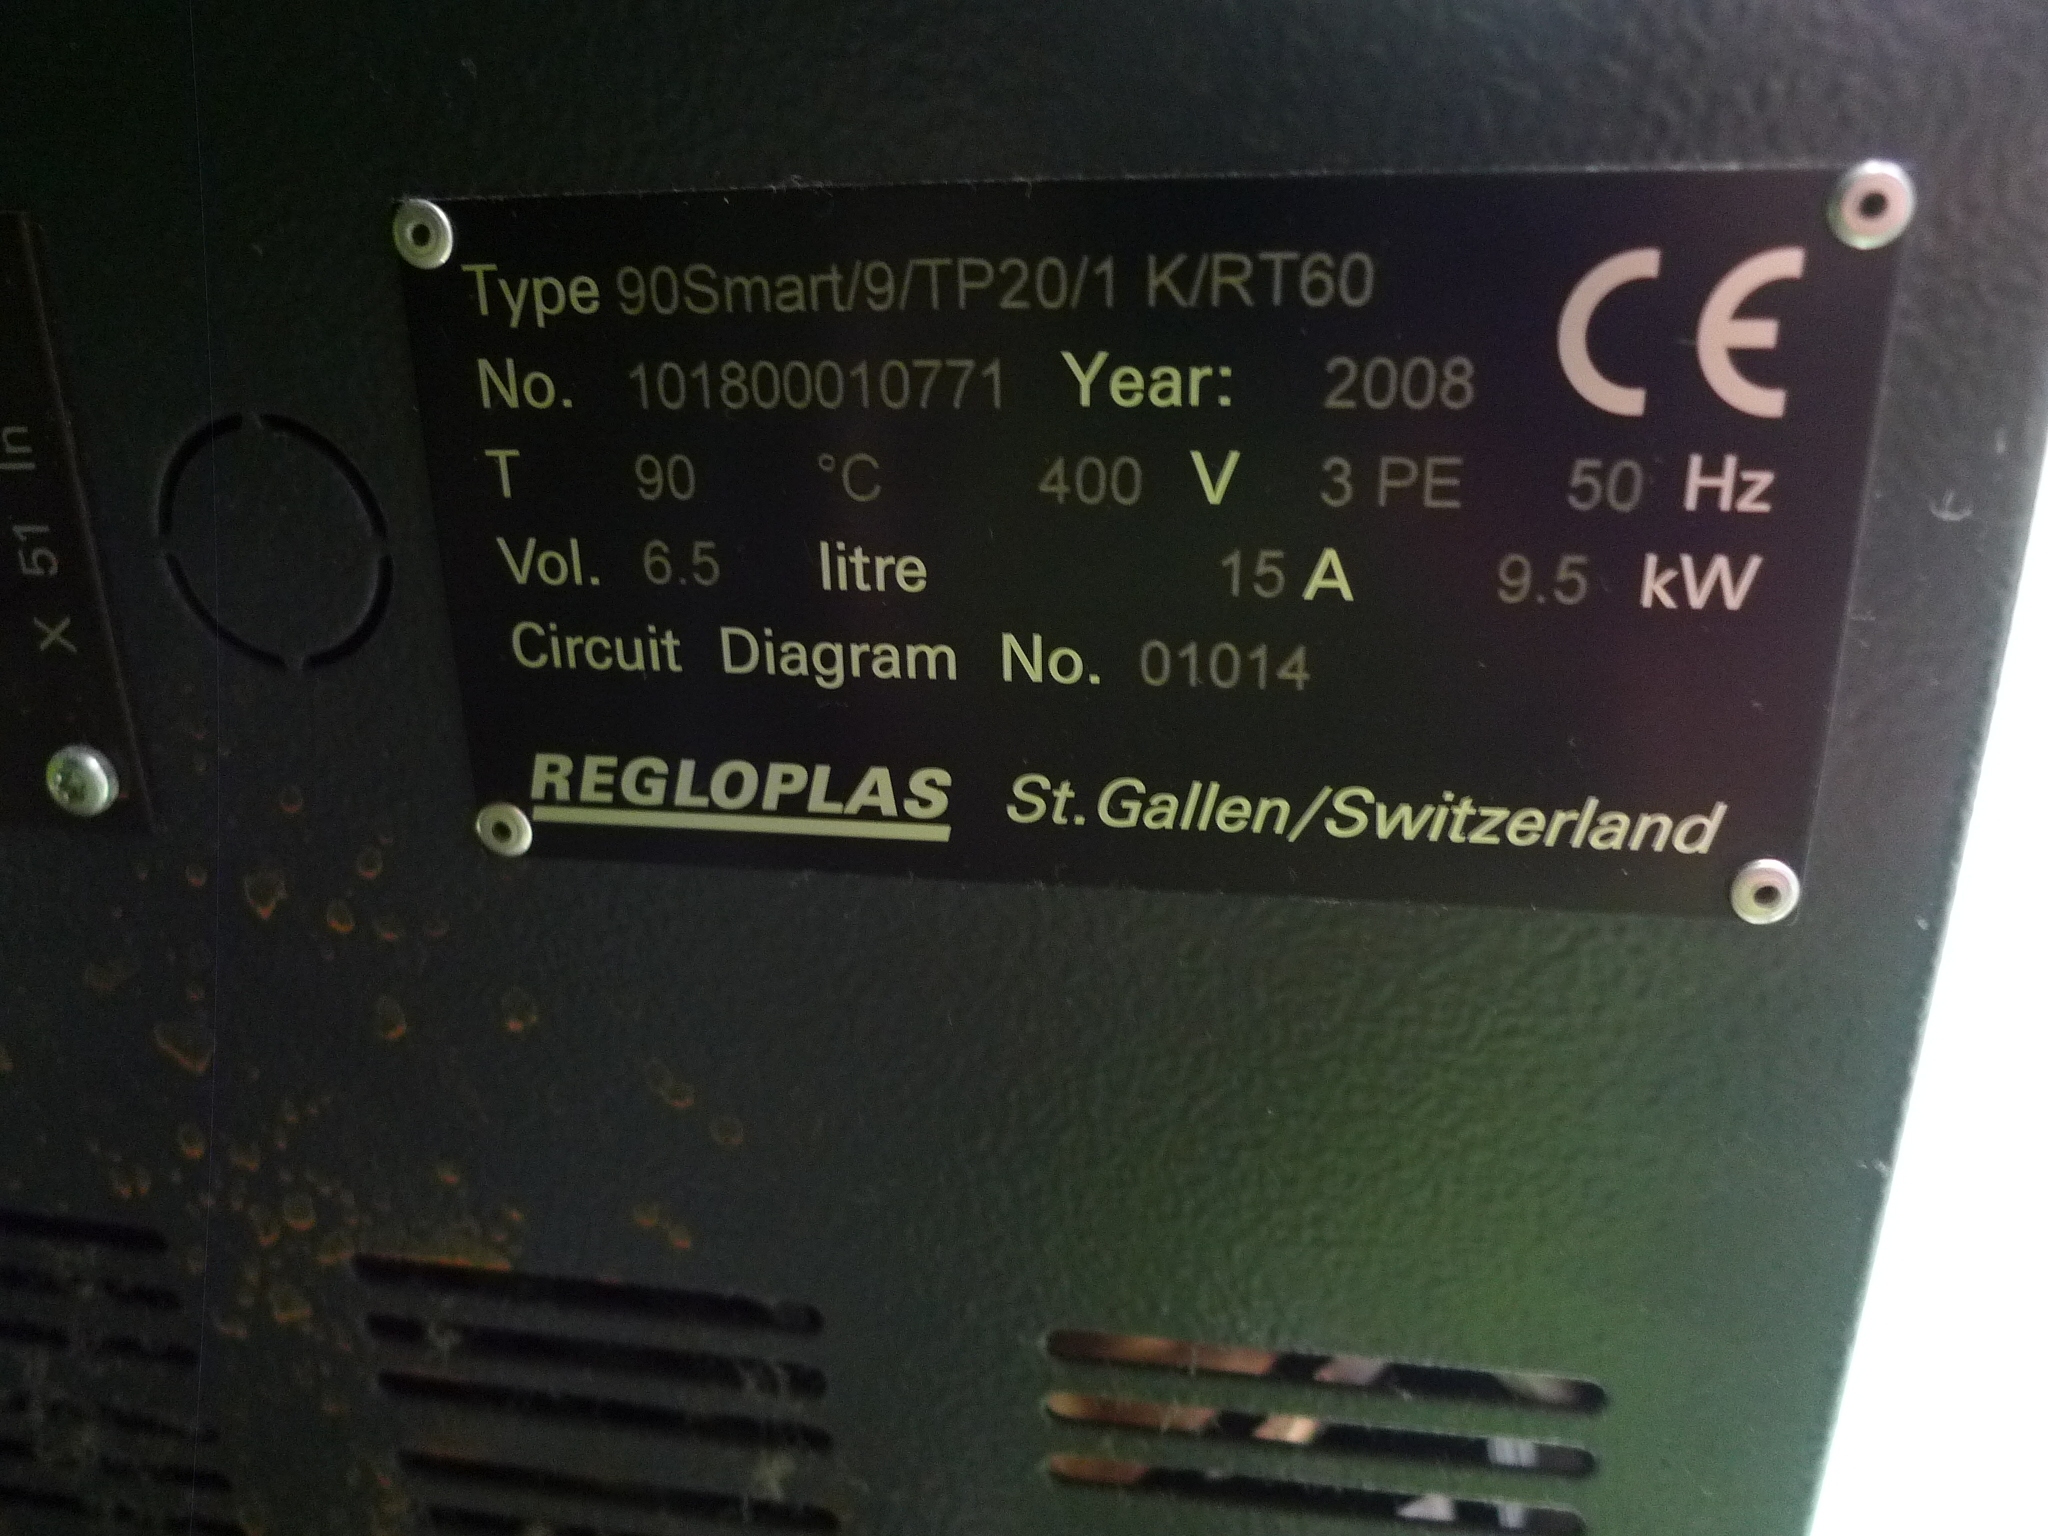 Type 90Smart/9/TP20/1 K/RT60
No. 101800010771 Year: 2008 CE
T 90 °C 400 V 3 PE 50 Hz
Vol. 6.5 litre 15 A 9.5 kW
Circuit Diagram No. 01014
REGLOPLAS St. Gallen/Switzerland
X 51 In